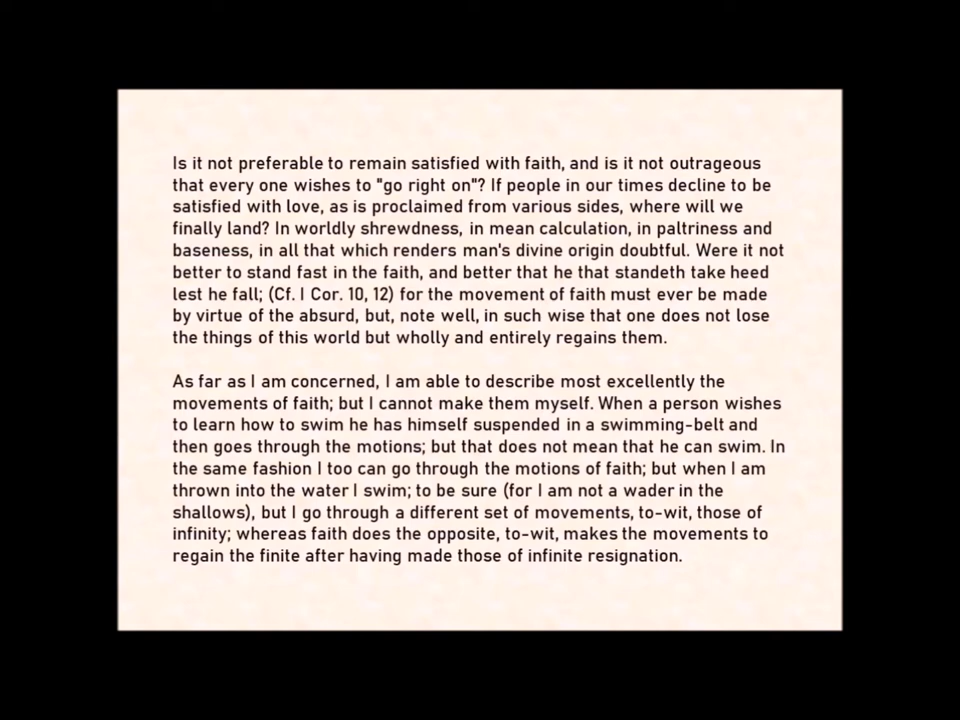 Is it not preferable to remain satisfied with faith, and is it not outrageous
that every one wishes to "go right on"? If people in our times decline to be
satisfied with love, as is proclaimed from various sides, where will we
finally land? In worldly shrewdness, in mean calculation, in paltriness and
baseness, in all that which renders man's divine origin doubtful. Were it not
better to stand fast in the faith, and better that he that standeth take heed
lest he fall; (Cf. I Cor. 10, 12) for the movement of faith must ever be made
by virtue of the absurd, but, note well, in such wise that one does not lose
the things of this world but wholly and entirely regains them.

As far as I am concerned, I am able to describe most excellently the
movements of faith; but I cannot make them myself. When a person wishes
to learn how to swim he has himself suspended in a swimming-belt and
then goes through the motions; but that does not mean that he can swim. In
the same fashion I too can go through the motions of faith; but when I am
thrown into the water I swim; to be sure (for I am not a wader in the
shallows), but I go through a different set of movements, to-wit, those of
infinity; whereas faith does the opposite, to-wit, makes the movements to
regain the finite after having made those of infinite resignation.